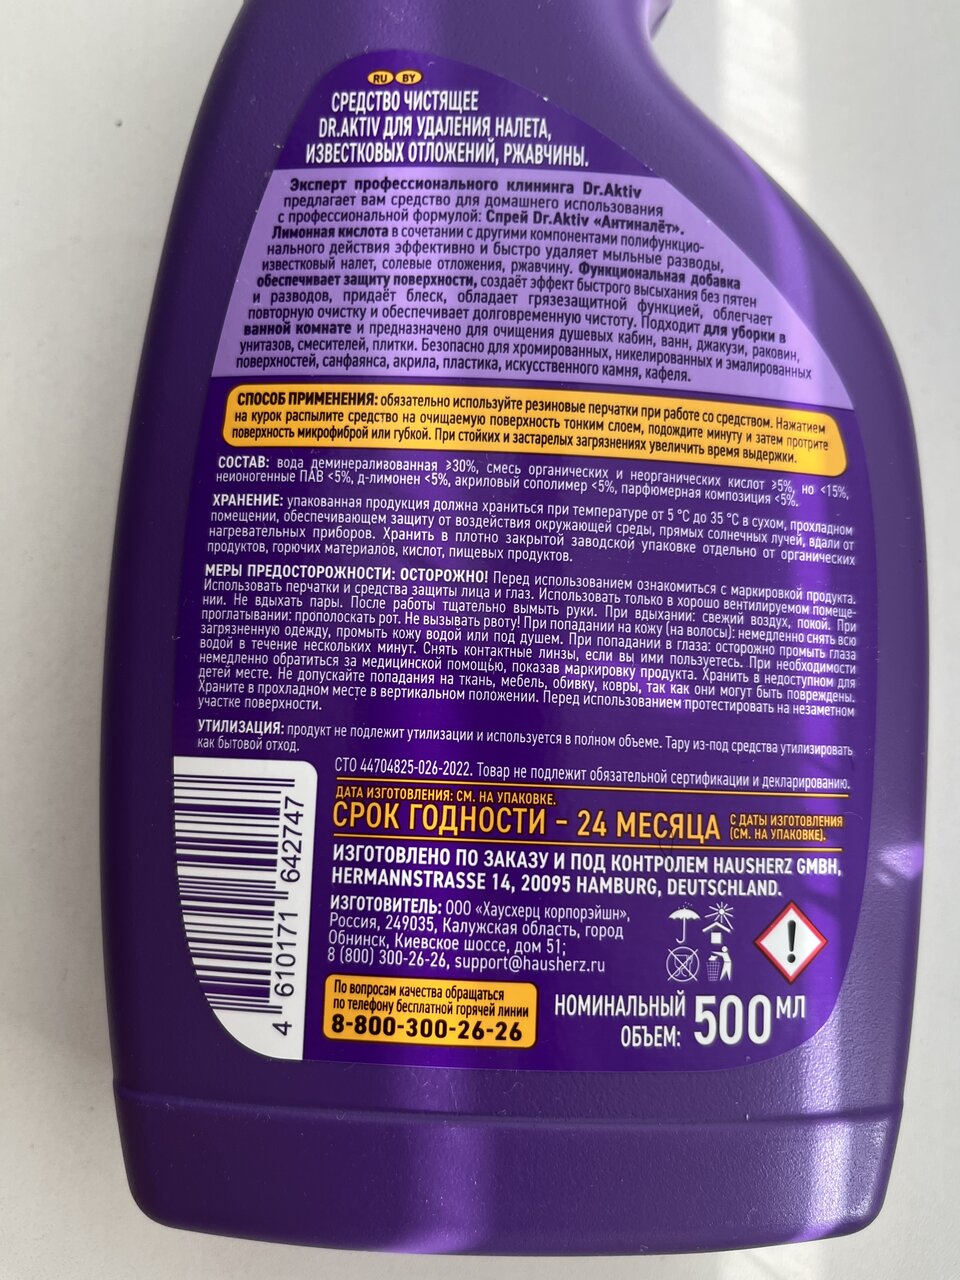 RU BY
СРЕДСТВО ЧИСТЯЩЕЕ
DR.AKTIV ДЛЯ УДАЛЕНИЯ НАЛЕТА,
ИЗВЕСТКОВЫХ ОТЛОЖЕНИЙ, РЖАВЧИНЫ.
Эксперт профессионального клининга Dr.Aktiv
предлагает вам средство для домашнего использования
с профессиональной формулой: Спрей Dr.Aktiv «Антиналёт».
Лимонная кислота в сочетании с другими компонентами полифункцио-
нального действия эффективно и быстро удаляет мыльные разводы,
известковый налет, солевые отложения, ржавчину. Функциональная добавка
обеспечивает защиту поверхности, создаёт эффект быстрого высыхания без пятен
и разводов, придаёт блеск, обладает грязезащитной функцией, облегчает
повторную очистку и обеспечивает долговременную чистоту. Подходит для уборки в
ванной комнате и предназначено для очищения душевых кабин, ванн, джакузи, раковин,
унитазов, смесителей, плитки. Безопасно для хромированных, никелированных и эмалированных
поверхностей, санфаянса, акрила, пластика, искусственного камня, кафеля.
СПОСОБ ПРИМЕНЕНИЯ: обязательно используйте резиновые перчатки при работе со средством. Нажатием
на курок распылите средство на очищаемую поверхность тонким слоем, подождите минуту и затем протрите
поверхность микрофиброй или губкой. При стойких и застарелых загрязнениях увеличить время выдержки.
СОСТАВ: вода деминерализованная ≥30%, смесь органических и неорганических кислот ≥5%, но <15%,
неионогенные ПАВ <5%, д-лимонен <5%, акриловый сополимер <5%, парфюмерная композиция <5%.
ХРАНЕНИЕ: упакованная продукция должна храниться при температуре от 5 °С до 35 °С в сухом, прохладном
помещении, обеспечивающем защиту от воздействия окружающей среды, прямых солнечных лучей, вдали от
нагревательных приборов. Хранить в плотно закрытой заводской упаковке отдельно от органических
продуктов, горючих материалов, кислот, пищевых продуктов.
МЕРЫ ПРЕДОСТОРОЖНОСТИ: ОСТОРОЖНО! Перед использованием ознакомиться с маркировкой продукта.
Использовать перчатки и средства защиты лица и глаз. Использовать только в хорошо вентилируемом помеще-
нии. Не вдыхать пары. После работы тщательно вымыть руки. При вдыхании: свежий воздух, покой. При
проглатывании: прополоскать рот. Не вызывать рвоту! При попадании на кожу (на волосы): немедленно снять всю
загрязненную одежду, промыть кожу водой или под душем. При попадании в глаза: осторожно промыть глаза
водой в течение нескольких минут. Снять контактные линзы, если вы ими пользуетесь. При необходимости
немедленно обратиться за медицинской помощью, показав маркировку продукта. Хранить в недоступном для
детей месте. Не допускайте попадания на ткань, мебель, обивку, ковры, так как они могут быть повреждены.
Храните в прохладном месте в вертикальном положении. Перед использованием протестировать на незаметном
участке поверхности.
УТИЛИЗАЦИЯ: продукт не подлежит утилизации и используется в полном объеме. Тару из-под средства утилизировать
как бытовой отход.
СТО 44704825-026-2022. Товар не подлежит обязательной сертификации и декларированию.
ДАТА ИЗГОТОВЛЕНИЯ: СМ. НА УПАКОВКЕ.
СРОК ГОДНОСТИ – 24 МЕСЯЦА С ДАТЫ ИЗГОТОВЛЕНИЯ
(СМ. НА УПАКОВКЕ).
ИЗГОТОВЛЕНО ПО ЗАКАЗУ И ПОД КОНТРОЛЕМ HAUSHERZ GMBH,
HERMANNSTRASSE 14, 20095 HAMBURG, DEUTSCHLAND.
ИЗГОТОВИТЕЛЬ: ООО «Хаусхерц корпорэйшн»,
Россия, 249035, Калужская область, город
Обнинск, Киевское шоссе, дом 51;
8 (800) 300-26-26, support@hausherz.ru
По вопросам качества обращаться
по телефону бесплатной горячей линии
8-800-300-26-26
НОМИНАЛЬНЫЙ
ОБЪЕМ: 500 МЛ
4 610171 642747